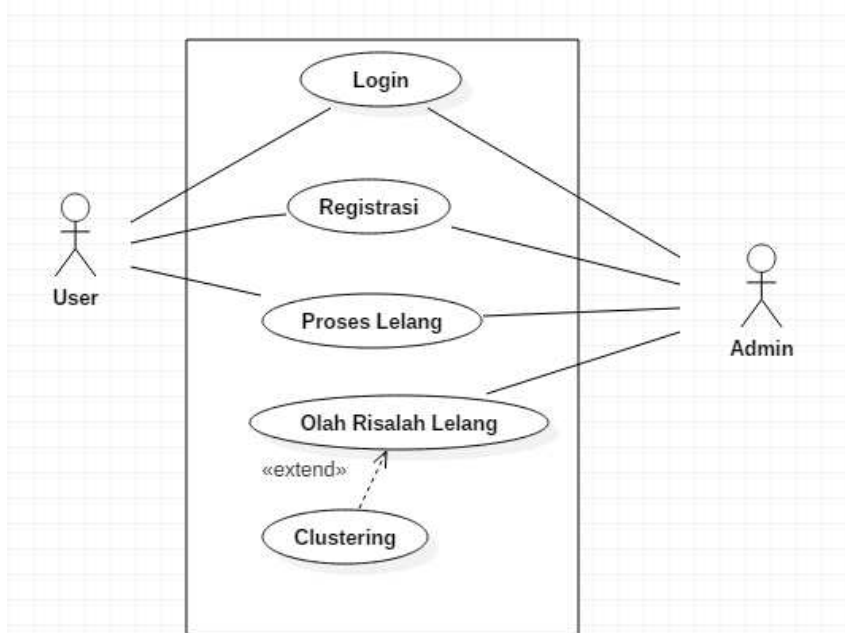 Login
Registrasi
User
Proses Lelang
Admin
Olah Risalah Lelang
«extend»
Clustering